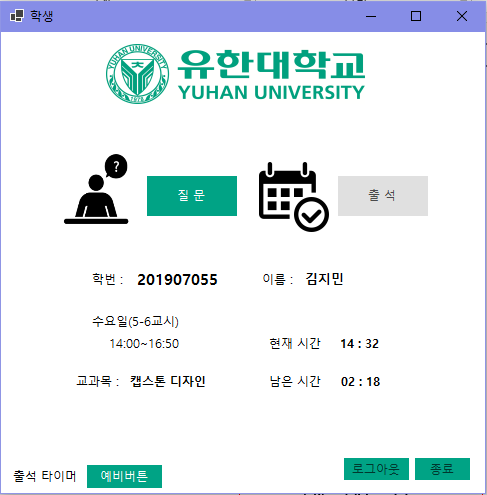 학생
YUHAN UNIVERSITY
유한대학교
YUHAN UNIVERSITY
?
질 문
출 석
학번 : 201907055 이름 : 김지민
수요일(5-6교시)
14:00~16:50 현재 시간 14 : 32
교과목 : 캡스톤 디자인 남은 시간 02 : 18
출석 타이머 예비버튼 로그아웃 종료